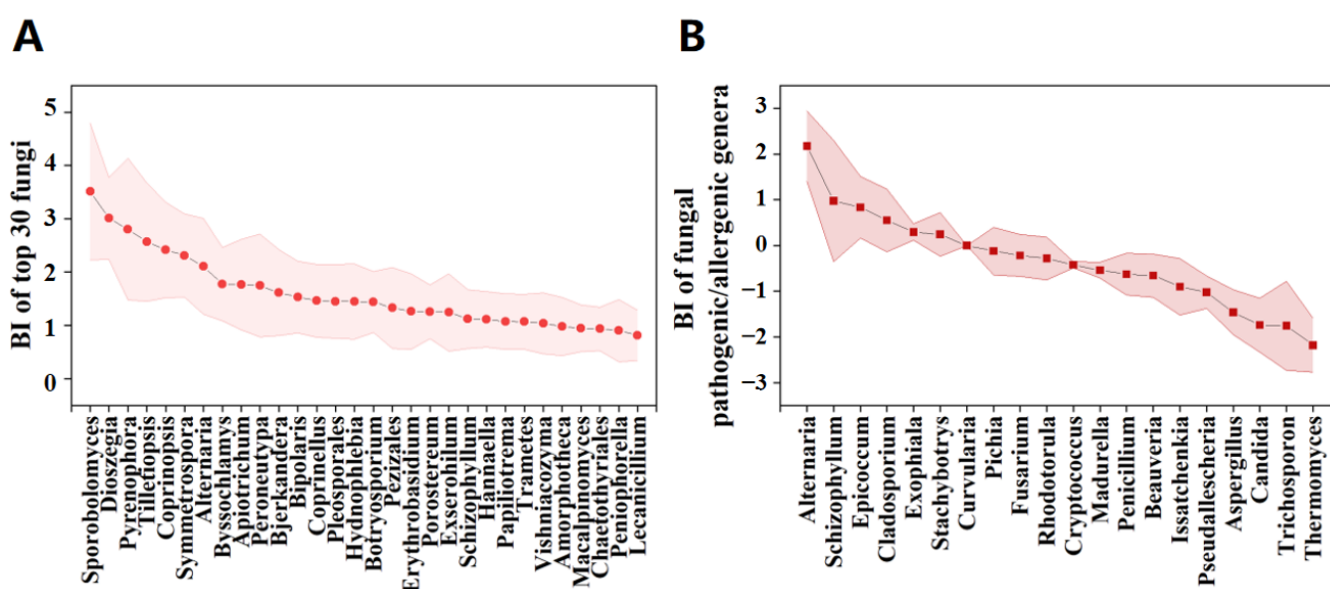 A
BI of top 30 fungi
5
4
3
2
1
0
Sporobolomyces
Dioszegia
Pyrenophora
Tilletiopsis
Coprinopsis
Symmetrospora
Alternaria
Byssochlamys
Apiotrichum
Peroneutypa
Bjerkandera
Bipolaris
Coprinellus
Pleosporales
Hydnophlebia
Botryosporium
Pezizales
Erythrobasidium
Porostereum
Exserohilum
Schizophyllum
Hannaella
Papiliotrema
Trametes
Vishniacozyma
Amorphotheca
Macalpinomyces
Chaetothyriales
Peniophorella
Lecanicillium
B
BI of fungal
pathogenic/allergenic genera
3
2
1
0
−1
−2
−3
Alternaria
Schizophyllum
Epicoccum
Cladosporium
Exophiala
Stachybotrys
Curvularia
Pichia
Fusarium
Rhodotorula
Cryptococcus
Madurella
Penicillium
Beauveria
Issatchenkia
Pseudallescheria
Aspergillus
Candida
Trichosporon
Thermomyces